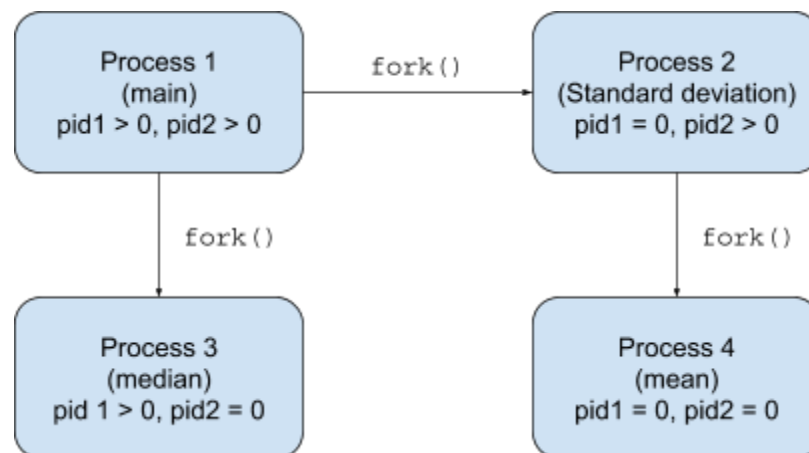 Process 1
(main)
pid1 > 0, pid2 > 0
fork()
Process 2
(Standard deviation)
pid1 = 0, pid2 > 0
fork()
fork()
Process 3
(median)
pid 1 > 0, pid2 = 0
Process 4
(mean)
pid1 = 0, pid2 = 0